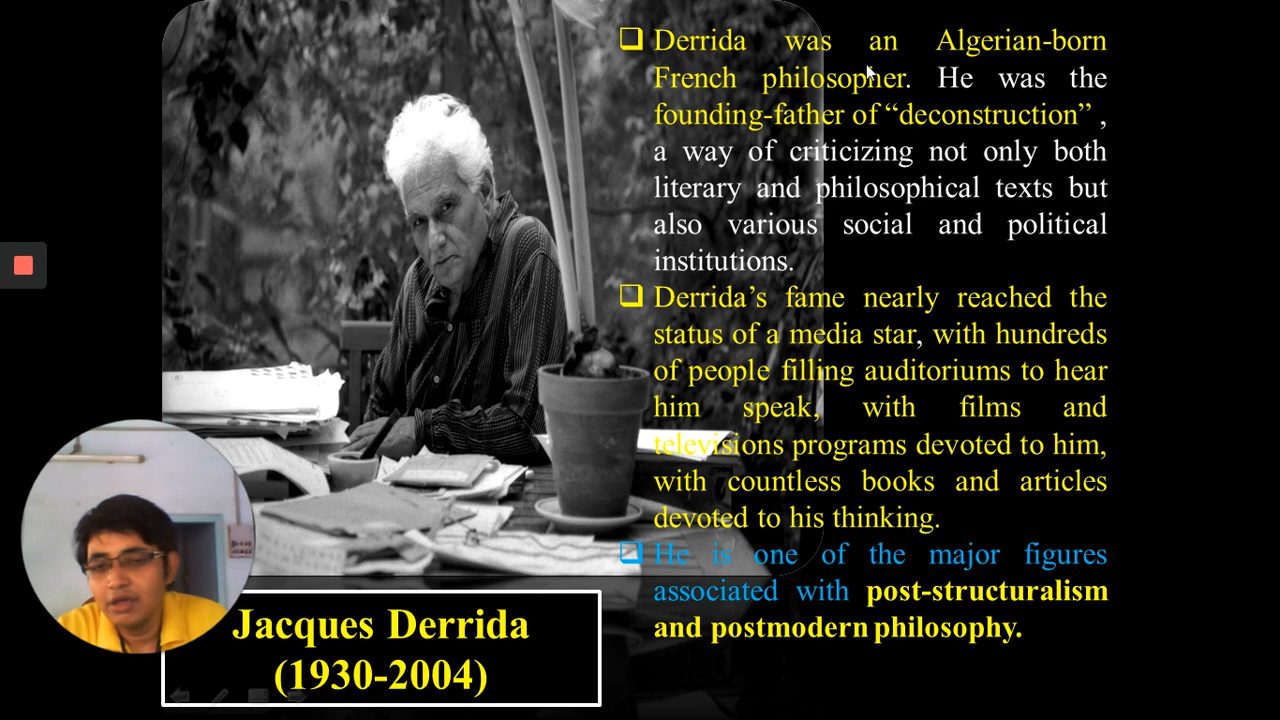 Derrida was an Algerian-born
French philosopher. He was the
founding-father of “deconstruction” ,
a way of criticizing not only both
literary and philosophical texts but
also various social and political
institutions.
Derrida’s fame nearly reached the
status of a media star, with hundreds
of people filling auditoriums to hear
him speak, with films and
televisions programs devoted to him,
with countless books and articles
devoted to his thinking.
He is one of the major figures
associated with post-structuralism
and postmodern philosophy.
Jacques Derrida
(1930-2004)